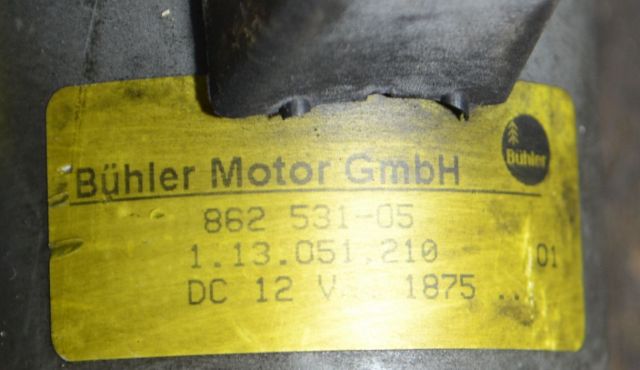 Bühler
Bühler Motor GmbH
862 531-05
1.13.051.210 01
DC 12 V... 1875 ...